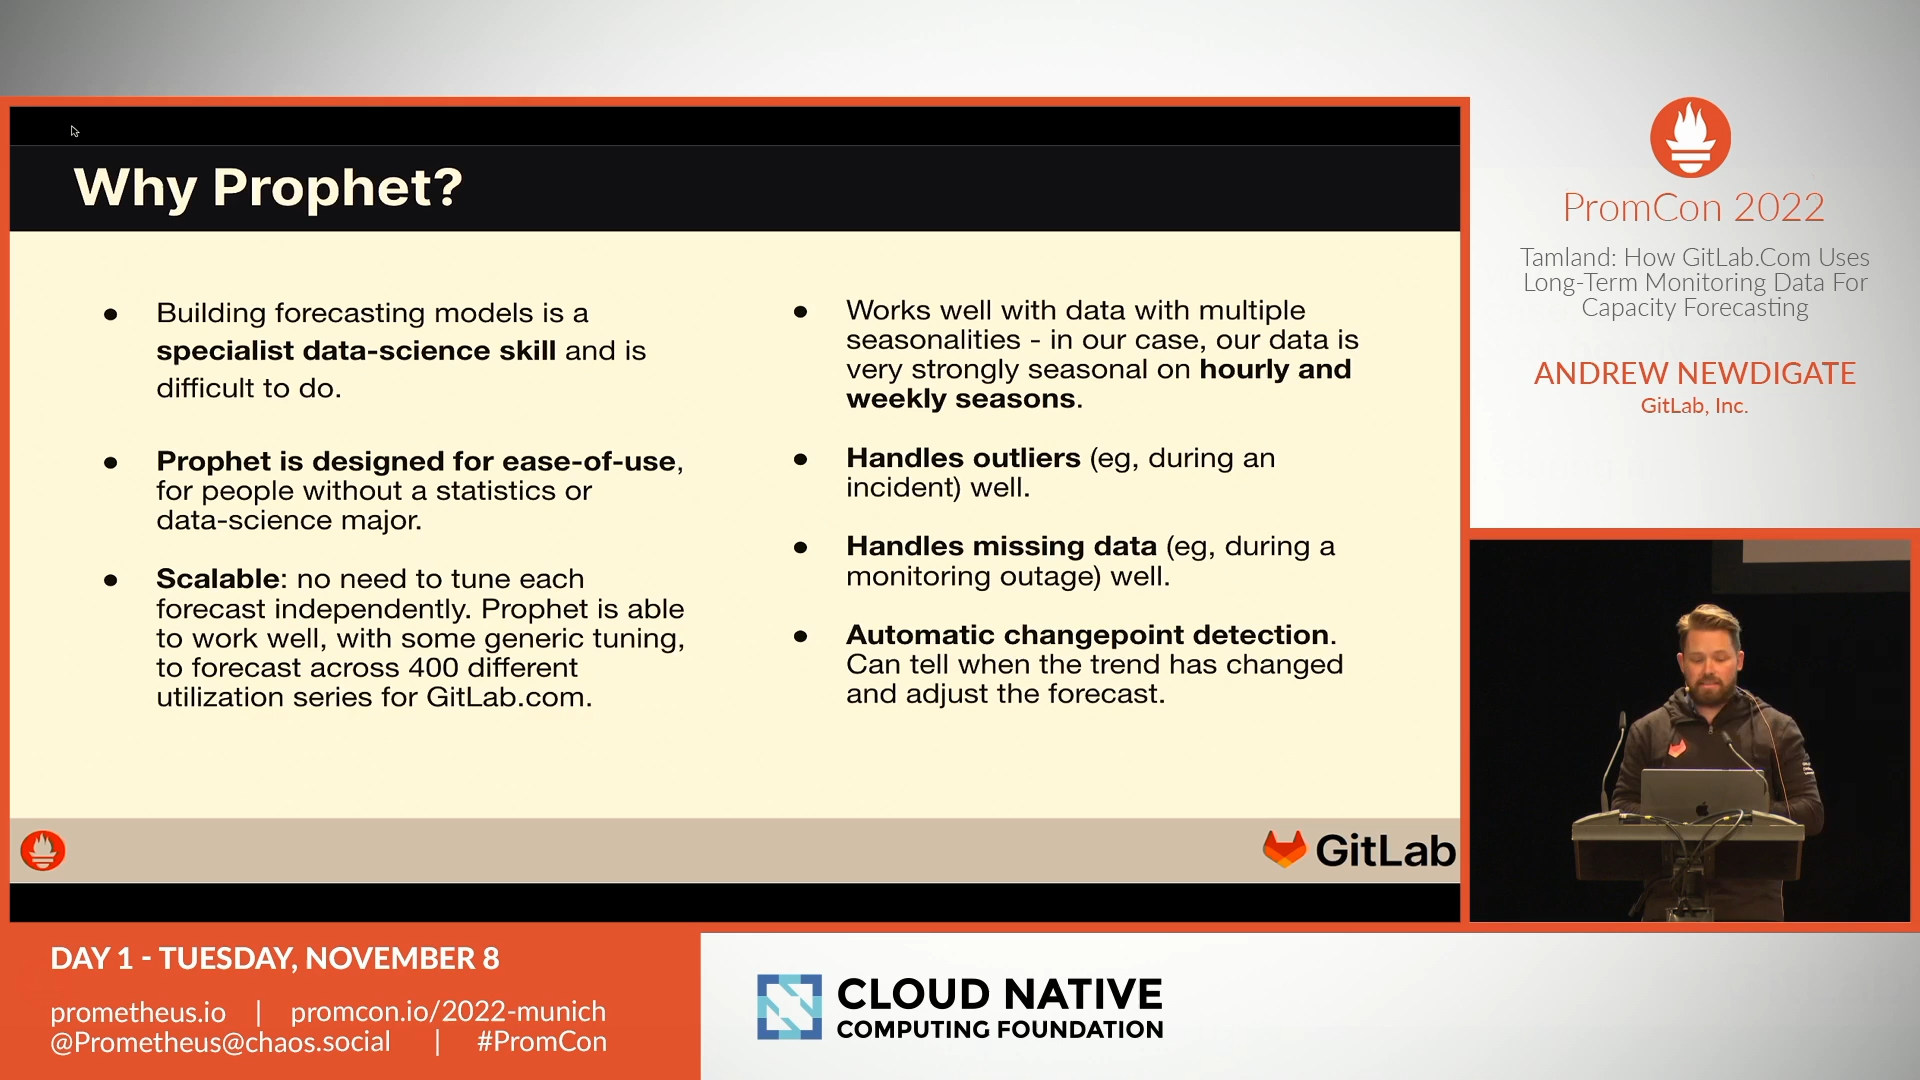 Why Prophet?
● Building forecasting models is a
specialist data-science skill and is
difficult to do.
● Prophet is designed for ease-of-use,
for people without a statistics or
data-science major.
● Scalable: no need to tune each
forecast independently. Prophet is able
to work well, with some generic tuning,
to forecast across 400 different
utilization series for GitLab.com.
● Works well with data with multiple
seasonalities - in our case, our data is
very strongly seasonal on hourly and
weekly seasons.
● Handles outliers (eg, during an
incident) well.
● Handles missing data (eg, during a
monitoring outage) well.
● Automatic changepoint detection.
Can tell when the trend has changed
and adjust the forecast.
GitLab
PromCon 2022
Tamland: How GitLab.Com Uses
Long-Term Monitoring Data For
Capacity Forecasting
ANDREW NEWDIGATE
GitLab, Inc.
DAY 1 - TUESDAY, NOVEMBER 8
prometheus.io | promcon.io/2022-munich
@Prometheus@chaos.social | #PromCon
CLOUD NATIVE
COMPUTING FOUNDATION